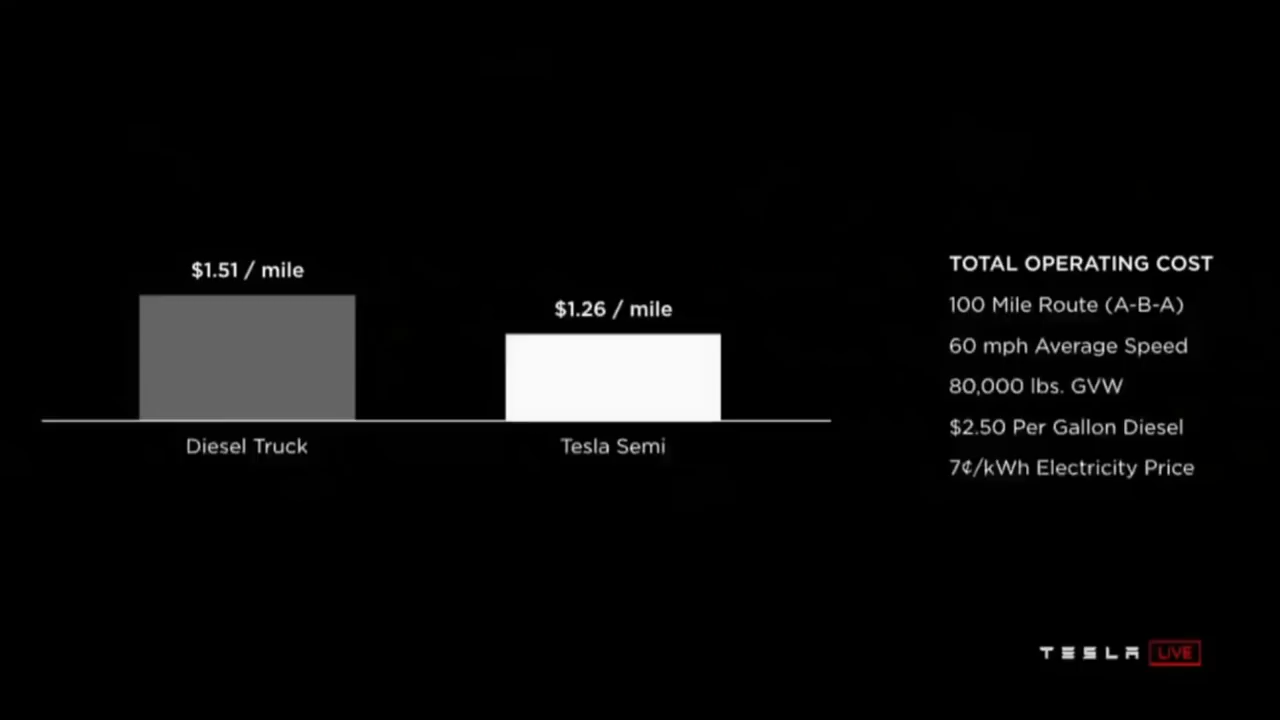 $1.51 / mile
$1.26 / mile
Diesel Truck
Tesla Semi
TOTAL OPERATING COST
100 Mile Route (A-B-A)
60 mph Average Speed
80,000 lbs. GVW
$2.50 Per Gallon Diesel
7¢/kWh Electricity Price
TESLA LIVE